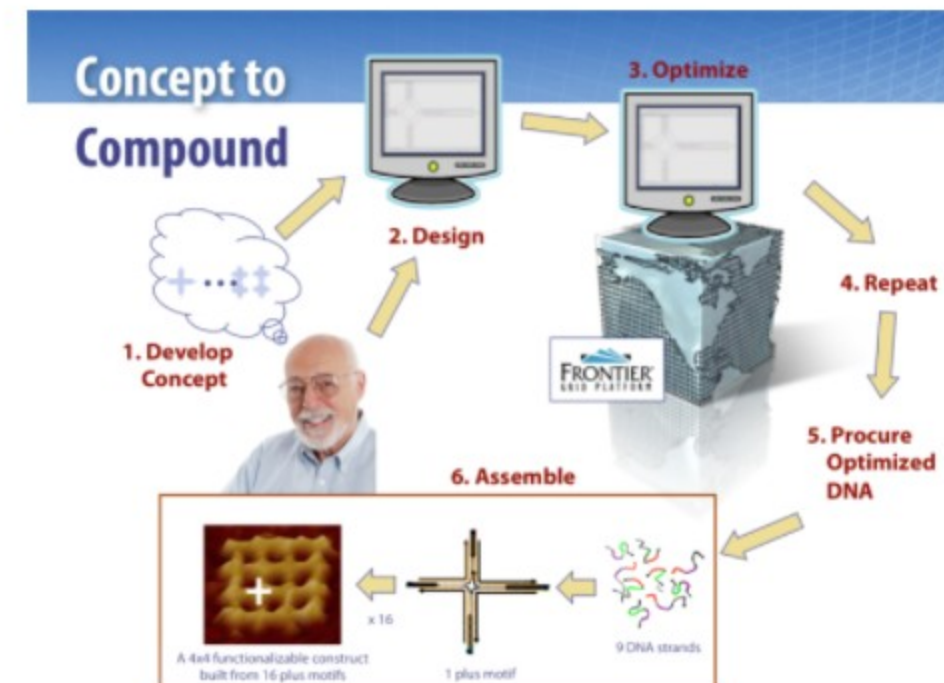 Concept to
Compound
1. Develop
Concept
2. Design
3. Optimize
FRONTIER
GRID PLATFORM
4. Repeat
5. Procure
Optimized
DNA
6. Assemble
9 DNA strands
1 plus motif
x 16
A 4x4 functionalizable construct
built from 16 plus motifs